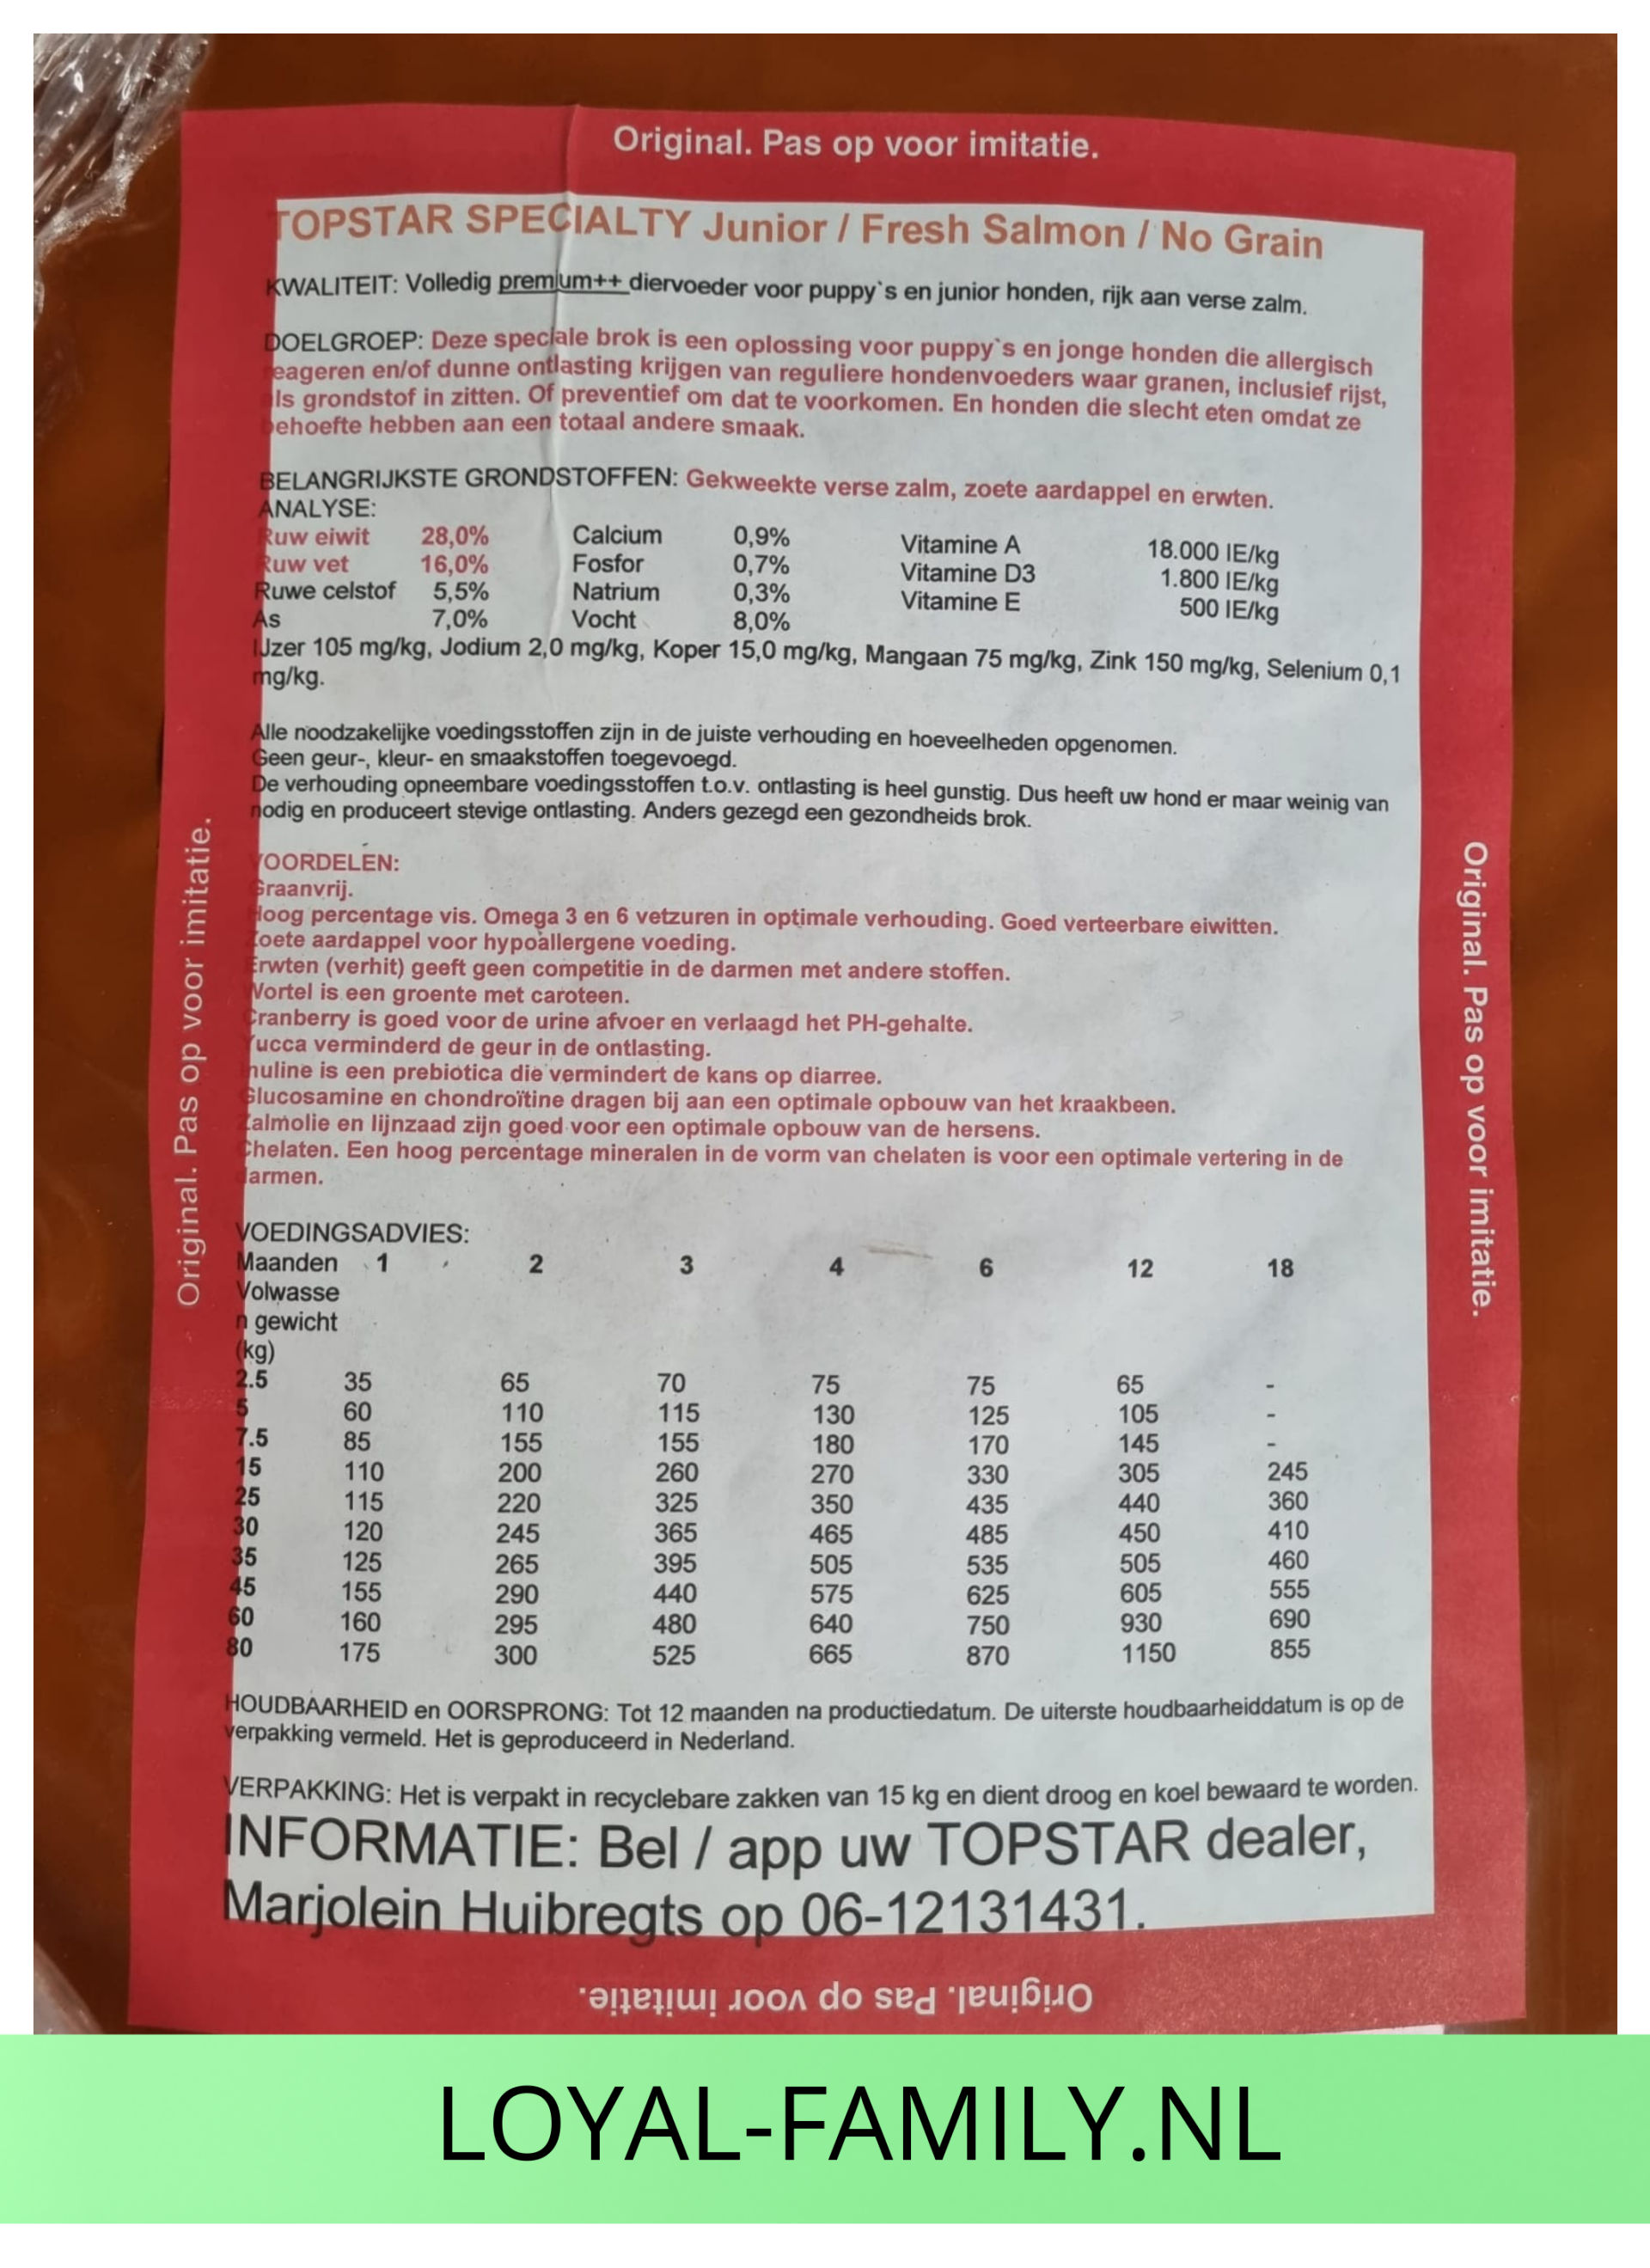 Original. Pas op voor imitatie.
TOPSTAR SPECIALTY Junior / Fresh Salmon / No Grain
KWALITEIT: Volledig premium++ diervoeder voor puppy`s en junior honden, rijk aan verse zalm.
DOELGROEP: Deze speciale brok is een oplossing voor puppy`s en jonge honden die allergisch
reageren en/of dunne ontlasting krijgen van reguliere hondenvoeders waar granen, inclusief rijst,
als grondstof in zitten. Of preventief om dat te voorkomen. En honden die slecht eten omdat ze
behoefte hebben aan een totaal andere smaak.
BELANGRIJKSTE GRONDSTOFFEN: Gekweekte verse zalm, zoete aardappel en erwten.
ANALYSE:
Ruw eiwit 28,0% Calcium 0,9% Vitamine A 18.000 IE/kg
Ruw vet 16,0% Fosfor 0,7% Vitamine D3 1.800 IE/kg
Ruwe celstof 5,5% Natrium 0,3% Vitamine E 500 IE/kg
As 7,0% Vocht 8,0%
IJzer 105 mg/kg, Jodium 2,0 mg/kg, Koper 15,0 mg/kg, Mangaan 75 mg/kg, Zink 150 mg/kg, Selenium 0,1
mg/kg.
Alle noodzakelijke voedingsstoffen zijn in de juiste verhouding en hoeveelheden opgenomen.
Geen geur-, kleur- en smaakstoffen toegevoegd.
De verhouding opneembare voedingsstoffen t.o.v. ontlasting is heel gunstig. Dus heeft uw hond er maar weinig van
nodig en produceert stevige ontlasting. Anders gezegd een gezondheids brok.
VOORDELEN:
Graanvrij.
Hoog percentage vis. Omega 3 en 6 vetzuren in optimale verhouding. Goed verteerbare eiwitten.
Zoete aardappel voor hypoallergene voeding.
Erwten (verhit) geeft geen competitie in de darmen met andere stoffen.
Wortel is een groente met caroteen.
Cranberry is goed voor de urine afvoer en verlaagd het PH-gehalte.
Yucca verminderd de geur in de ontlasting.
Inuline is een prebiotica die vermindert de kans op diarree.
Glucosamine en chondroïtine dragen bij aan een optimale opbouw van het kraakbeen.
Zalmolie en lijnzaad zijn goed voor een optimale opbouw van de hersens.
Chelaten. Een hoog percentage mineralen in de vorm van chelaten is voor een optimale vertering in de
darmen.
VOEDINGSADVIES:
Maanden 1 2 3 4 6 12 18
Volwasse
n gewicht
(kg)
2.5 35 65 70 75 75 65 -
5 60 110 115 130 125 105 -
7.5 85 155 155 180 170 145 -
15 110 200 260 270 330 305 245
25 115 220 325 350 435 440 360
30 120 245 365 465 485 450 410
35 125 265 395 505 535 505 460
45 155 290 440 575 625 605 555
60 160 295 480 640 750 930 690
80 175 300 525 665 870 1150 855
HOUDBAARHEID en OORSPRONG: Tot 12 maanden na productiedatum. De uiterste houdbaarheiddatum is op de
verpakking vermeld. Het is geproduceerd in Nederland.
VERPAKKING: Het is verpakt in recyclebare zakken van 15 kg en dient droog en koel bewaard te worden.
INFORMATIE: Bel / app uw TOPSTAR dealer,
Marjolein Huibregts op 06-12131431.
Original. Pas op voor imitatie.
Original. Pas op voor imitatie.
Original. Pas op voor imitatie.
LOYAL-FAMILY.NL